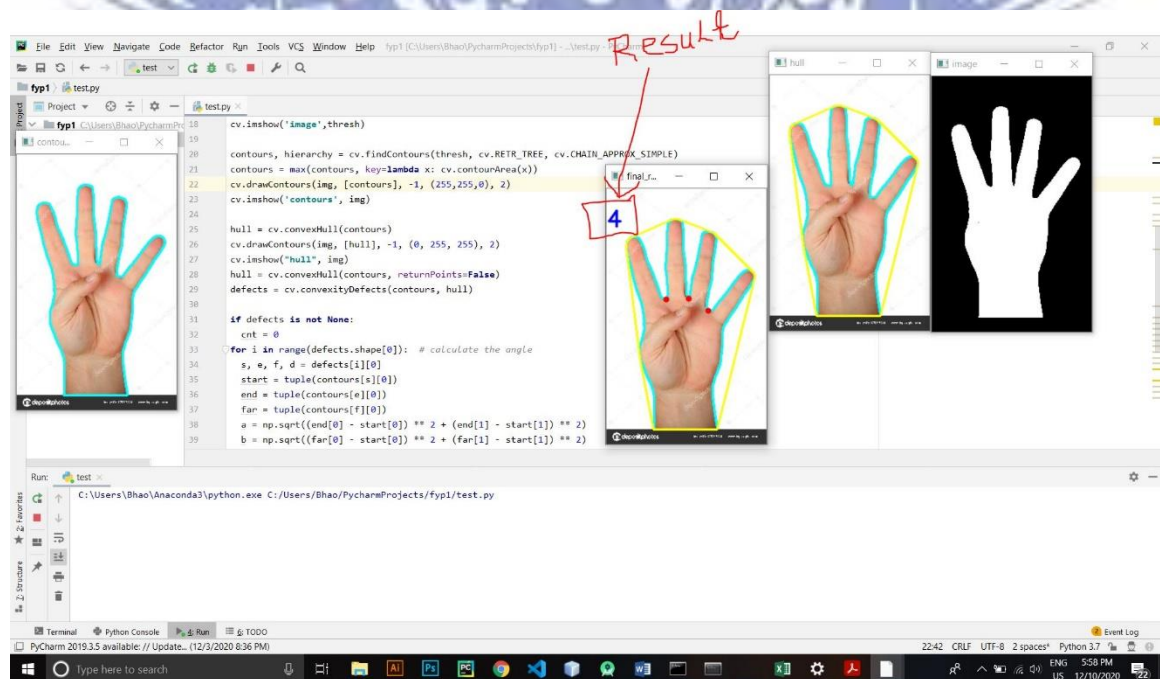 Result
File Edit View Navigate Code Refactor Run Tools VCS Window Help fyp1 [C:\Users\Bhao\PycharmProjects\fyp1] - ...\test.py - PyCharm
test
fyp1 test.py
Project
test.py
fyp1 C:\Users\Bhao\PycharmPr
18 cv.imshow('image',thresh)
19
20 contours, hierarchy = cv.findContours(thresh, cv.RETR_TREE, cv.CHAIN_APPROX_SIMPLE)
21 contours = max(contours, key=lambda x: cv.contourArea(x))
22 cv.drawContours(img, [contours], -1, (255,255,0), 2)
23 cv.imshow('contours', img)
24
25 hull = cv.convexHull(contours)
26 cv.drawContours(img, [hull], -1, (0, 255, 255), 2)
27 cv.imshow("hull", img)
28 hull = cv.convexHull(contours, returnPoints=False)
29 defects = cv.convexityDefects(contours, hull)
30
31 if defects is not None:
32 cnt = 0
33 for i in range(defects.shape[0]): # calculate the angle
34 s, e, f, d = defects[i][0]
35 start = tuple(contours[s][0])
36 end = tuple(contours[e][0])
37 far = tuple(contours[f][0])
38 a = np.sqrt((end[0] - start[0]) ** 2 + (end[1] - start[1]) ** 2)
39 b = np.sqrt((far[0] - start[0]) ** 2 + (far[1] - start[1]) ** 2)
contou...
depositphotos
final_r...
4
depositphotos
hull
depositphotos
image
Run: test
C:\Users\Bhao\Anaconda3\python.exe C:/Users/Bhao/PycharmProjects/fyp1/test.py
2: Favorites
Z: Structure
Terminal Python Console 4: Run 6: TODO
Event Log
PyCharm 2019.3.5 available: // Update... (12/3/2020 8:36 PM)
22:42 CRLF UTF-8 2 spaces* Python 3.7
Type here to search
ENG 5:58 PM
US 12/10/2020
22